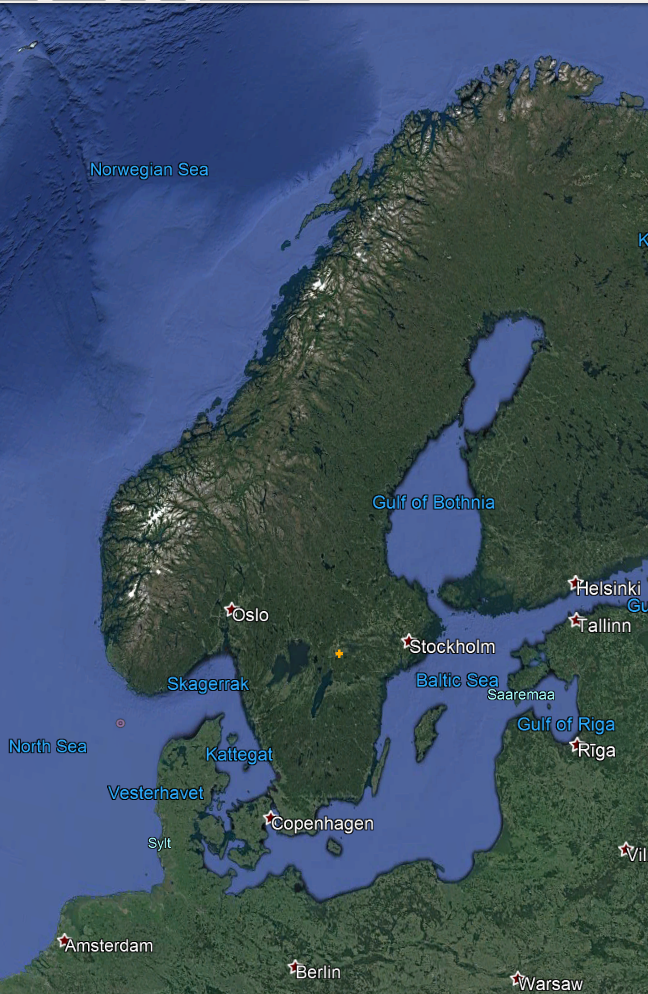 Norwegian Sea
K
Gulf of Bothnia
Helsinki
Gu
Oslo
Tallinn
Stockholm
Baltic Sea
Skagerrak
Saaremaa
Gulf of Riga
North Sea
Rīga
Kattegat
Vesterhavet
Copenhagen
Sylt
Vil
Amsterdam
Berlin
Warsaw